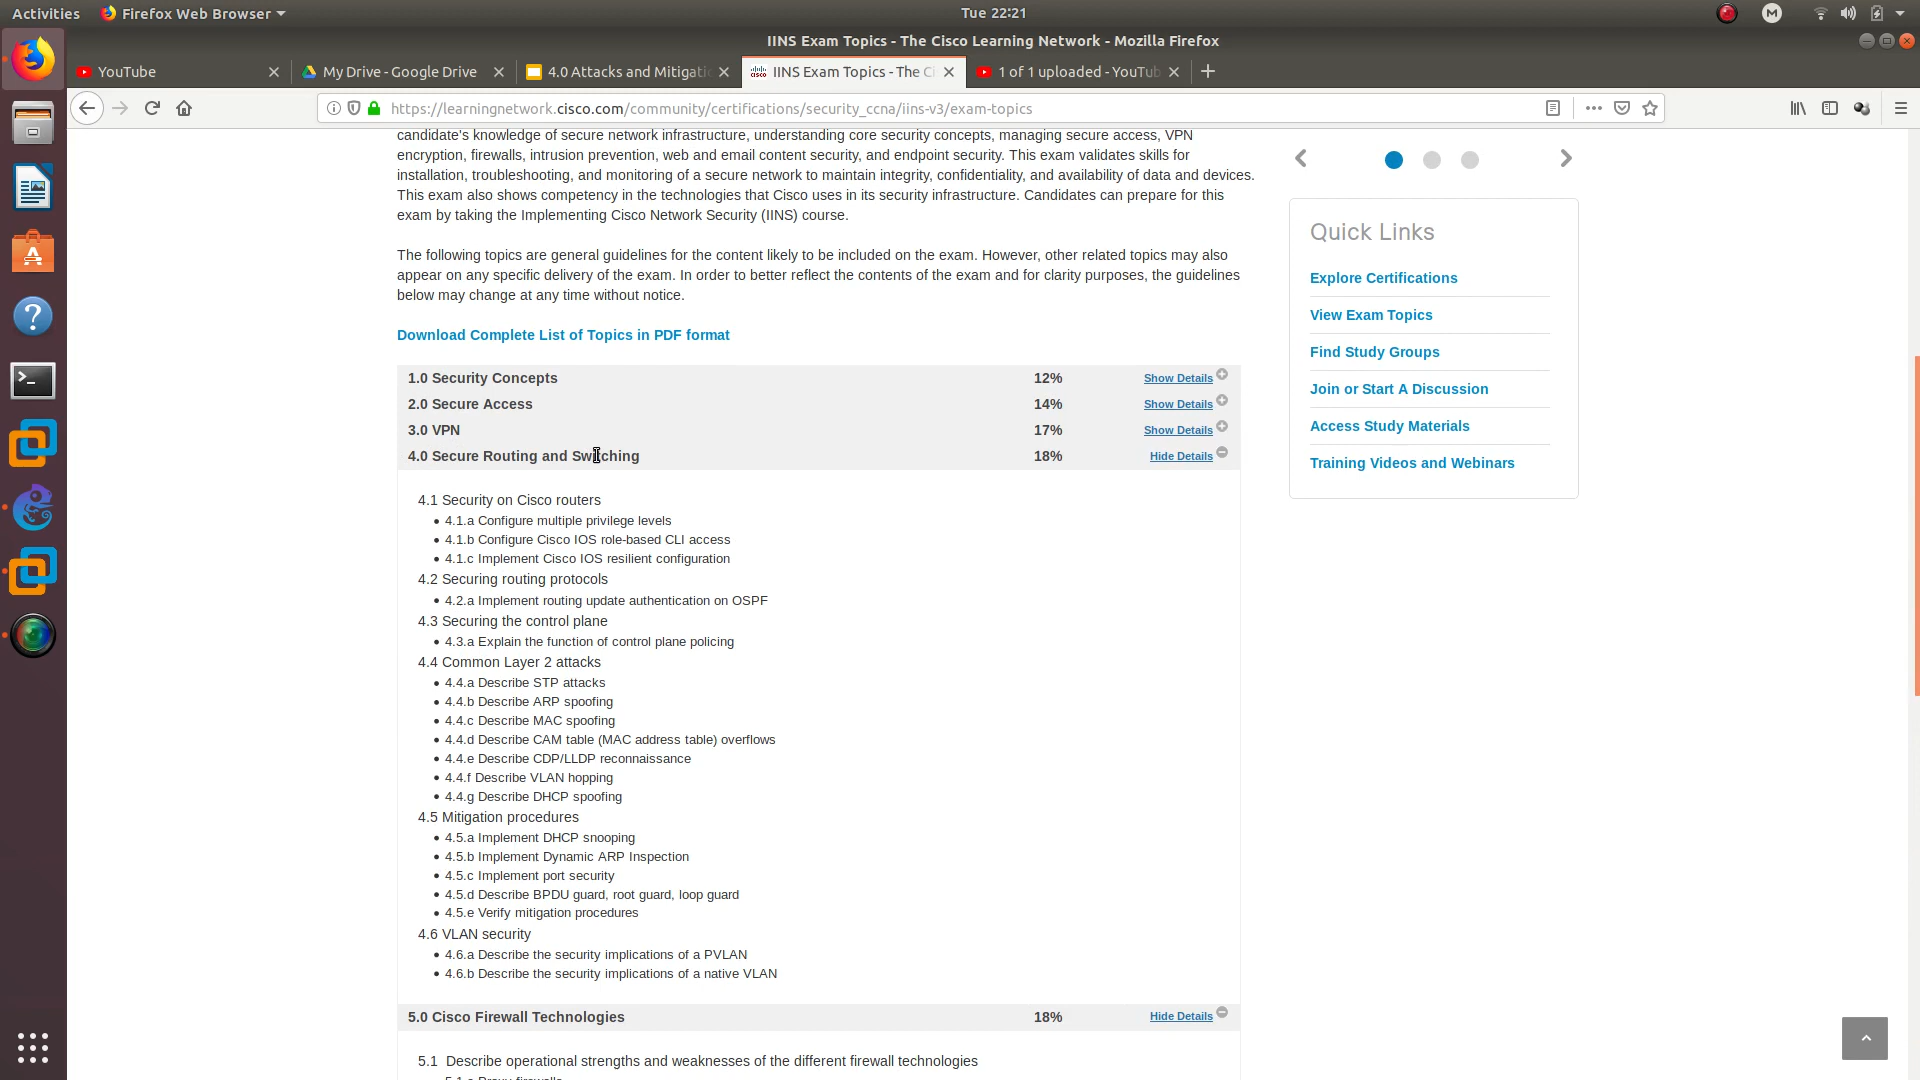 Activities Firefox Web Browser Tue 22:21
IINS Exam Topics - The Cisco Learning Network - Mozilla Firefox
YouTube My Drive - Google Drive 4.0 Attacks and Mitigati IINS Exam Topics - The Ci 1 of 1 uploaded - YouTub
https://learningnetwork.cisco.com/community/certifications/security_ccna/iins-v3/exam-topics
candidate's knowledge of secure network infrastructure, understanding core security concepts, managing secure access, VPN
encryption, firewalls, intrusion prevention, web and email content security, and endpoint security. This exam validates skills for
installation, troubleshooting, and monitoring of a secure network to maintain integrity, confidentiality, and availability of data and devices.
This exam also shows competency in the technologies that Cisco uses in its security infrastructure. Candidates can prepare for this
exam by taking the Implementing Cisco Network Security (IINS) course.
The following topics are general guidelines for the content likely to be included on the exam. However, other related topics may also
appear on any specific delivery of the exam. In order to better reflect the contents of the exam and for clarity purposes, the guidelines
below may change at any time without notice.
Download Complete List of Topics in PDF format
1.0 Security Concepts 12% Show Details
2.0 Secure Access 14% Show Details
3.0 VPN 17% Show Details
4.0 Secure Routing and Switching 18% Hide Details
4.1 Security on Cisco routers
• 4.1.a Configure multiple privilege levels
• 4.1.b Configure Cisco IOS role-based CLI access
• 4.1.c Implement Cisco IOS resilient configuration
4.2 Securing routing protocols
• 4.2.a Implement routing update authentication on OSPF
4.3 Securing the control plane
• 4.3.a Explain the function of control plane policing
4.4 Common Layer 2 attacks
• 4.4.a Describe STP attacks
• 4.4.b Describe ARP spoofing
• 4.4.c Describe MAC spoofing
• 4.4.d Describe CAM table (MAC address table) overflows
• 4.4.e Describe CDP/LLDP reconnaissance
• 4.4.f Describe VLAN hopping
• 4.4.g Describe DHCP spoofing
4.5 Mitigation procedures
• 4.5.a Implement DHCP snooping
• 4.5.b Implement Dynamic ARP Inspection
• 4.5.c Implement port security
• 4.5.d Describe BPDU guard, root guard, loop guard
• 4.5.e Verify mitigation procedures
4.6 VLAN security
• 4.6.a Describe the security implications of a PVLAN
• 4.6.b Describe the security implications of a native VLAN
5.0 Cisco Firewall Technologies 18% Hide Details
5.1 Describe operational strengths and weaknesses of the different firewall technologies
Quick Links
Explore Certifications
View Exam Topics
Find Study Groups
Join or Start A Discussion
Access Study Materials
Training Videos and Webinars